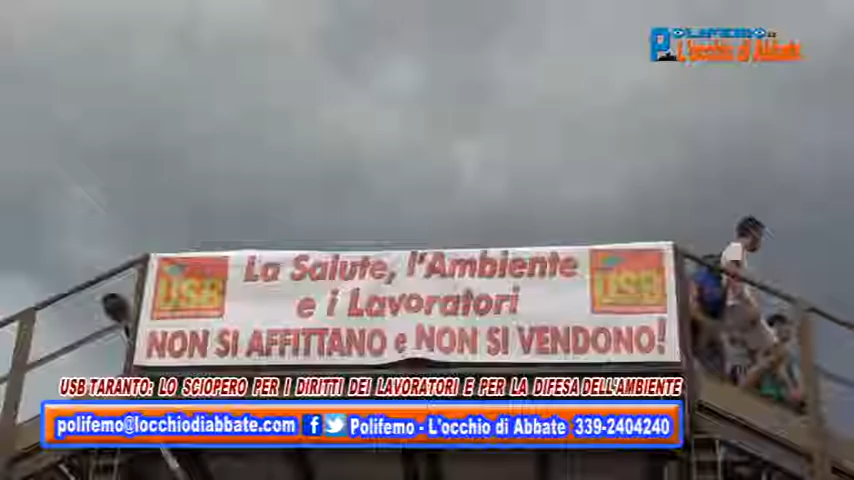 POLIFEMO
L'occhio di Abbate
La Salute, l'Ambiente
e i Lavoratori
NON SI AFFITTANO e NON SI VENDONO!
USB
USB
USB TARANTO: LO SCIOPERO PER I DIRITTI DEI LAVORATORI E PER LA DIFESA DELL'AMBIENTE
polifemo@locchiodiabbate.com
Polifemo - L'occhio di Abbate
339-2404240